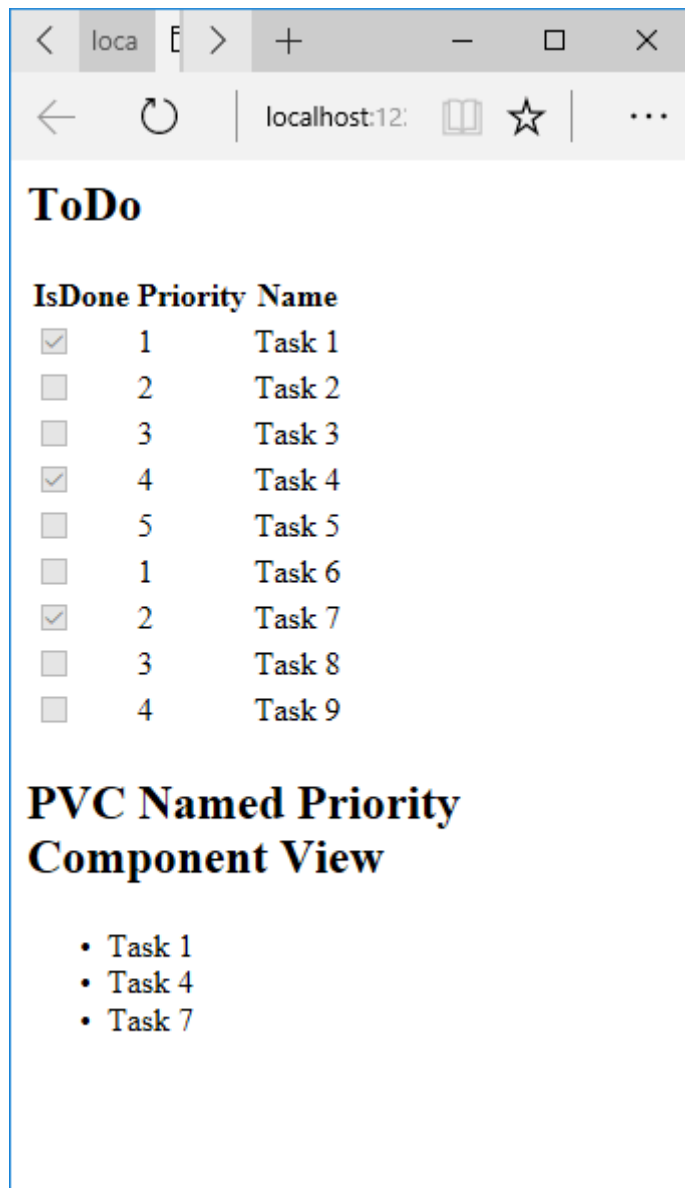 loca
localhost:12
ToDo
IsDone Priority Name
1 Task 1
2 Task 2
3 Task 3
4 Task 4
5 Task 5
1 Task 6
2 Task 7
3 Task 8
4 Task 9
PVC Named Priority
Component View
• Task 1
• Task 4
• Task 7